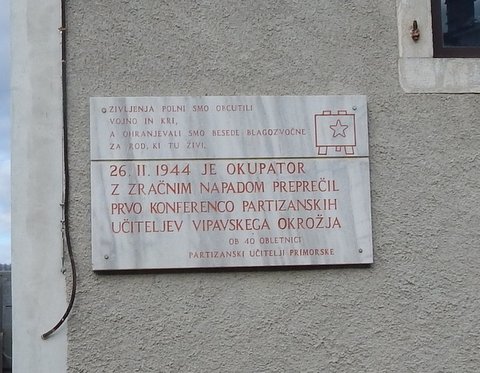 ŽIVLJENJA POLNI SMO OBČUTILI
VOJNO IN KRI,
A OHRANJEVALI SMO BESEDE BLAGOZVOČNE
ZA ROD, KI TU ŽIVI.
26. II. 1944 JE OKUPATOR
Z ZRAČNIM NAPADOM PREPREČIL
PRVO KONFERENCO PARTIZANSKIH
UČITELJEV VIPAVSKEGA OKROŽJA
OB 40 OBLETNICI
PARTIZANSKI UČITELJI PRIMORSKE